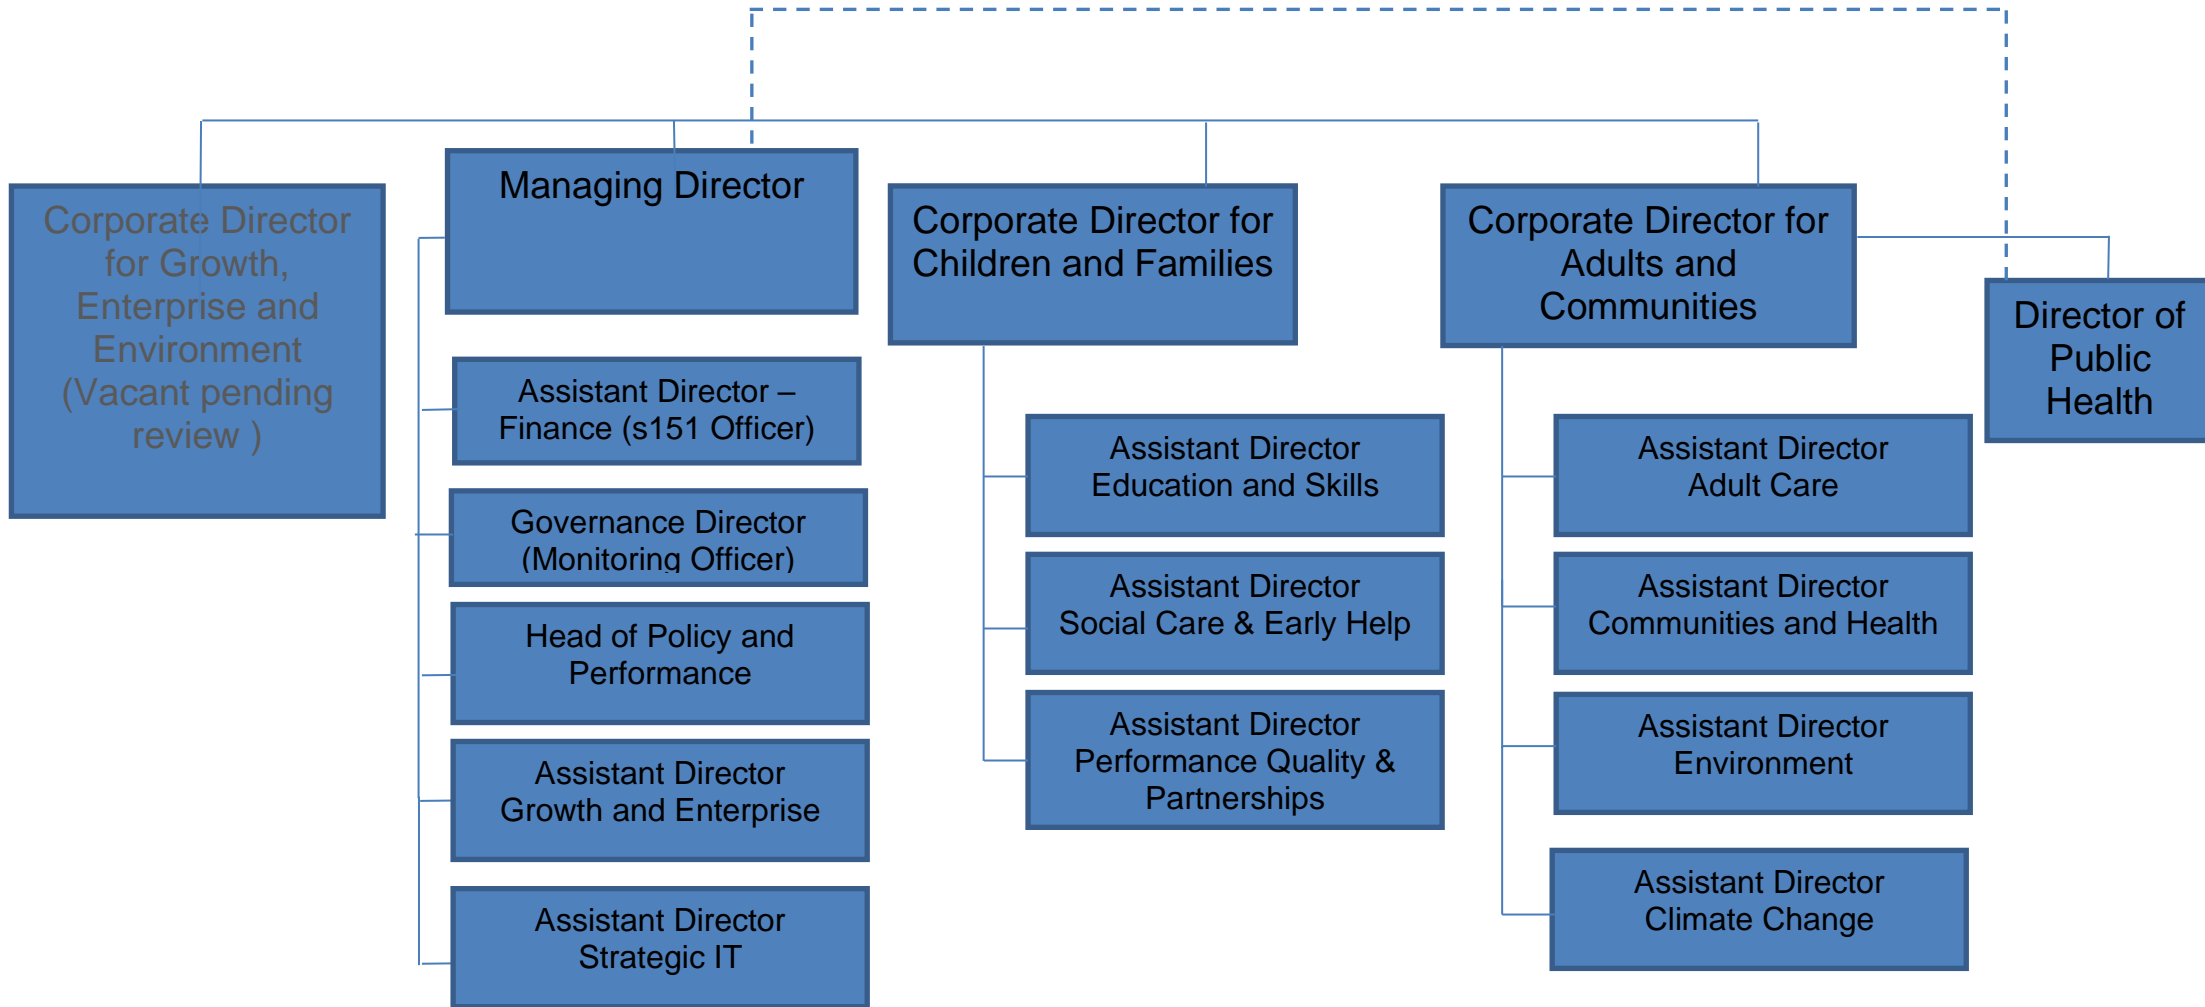 Corporate Director
for Growth,
Enterprise and
Environment
(Vacant pending
review )
Managing Director
Assistant Director –
Finance (s151 Officer)
Governance Director
(Monitoring Officer)
Head of Policy and
Performance
Assistant Director
Growth and Enterprise
Assistant Director
Strategic IT
Corporate Director for
Children and Families
Assistant Director
Education and Skills
Assistant Director
Social Care & Early Help
Assistant Director
Performance Quality &
Partnerships
Corporate Director for
Adults and
Communities
Assistant Director
Adult Care
Assistant Director
Communities and Health
Assistant Director
Environment
Assistant Director
Climate Change
Director of
Public
Health